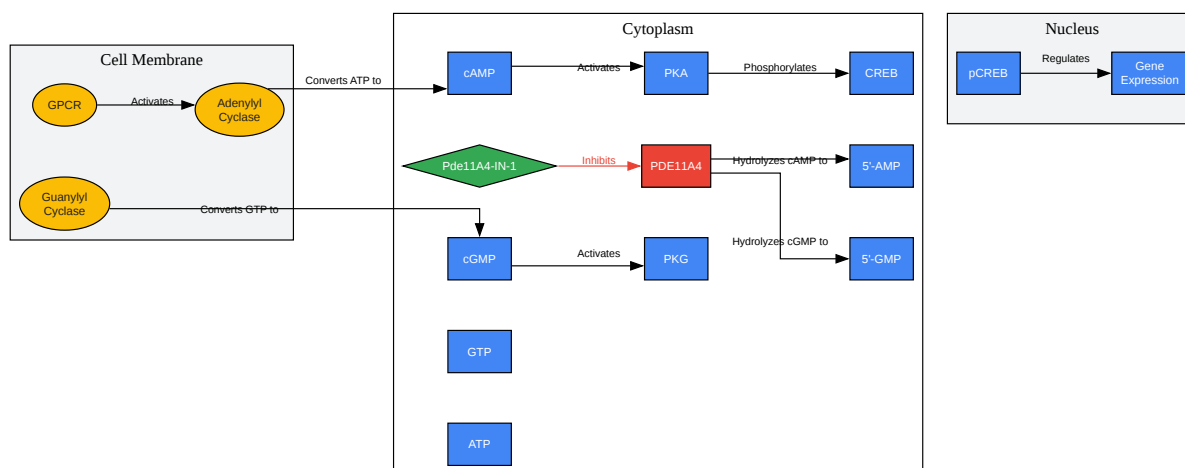 Cell Membrane
GPCR
Activates
Adenylyl
Cyclase
Converts ATP to
Guanylyl
Cyclase
Converts GTP to
Cytoplasm
cAMP
Activates
PKA
Phosphorylates
CREB
Pde11A4-IN-1
Inhibits
PDE11A4
Hydrolyzes cAMP to
5'-AMP
Hydrolyzes cGMP to
cGMP
Activates
PKG
5'-GMP
GTP
ATP
Nucleus
pCREB
Regulates
Gene
Expression